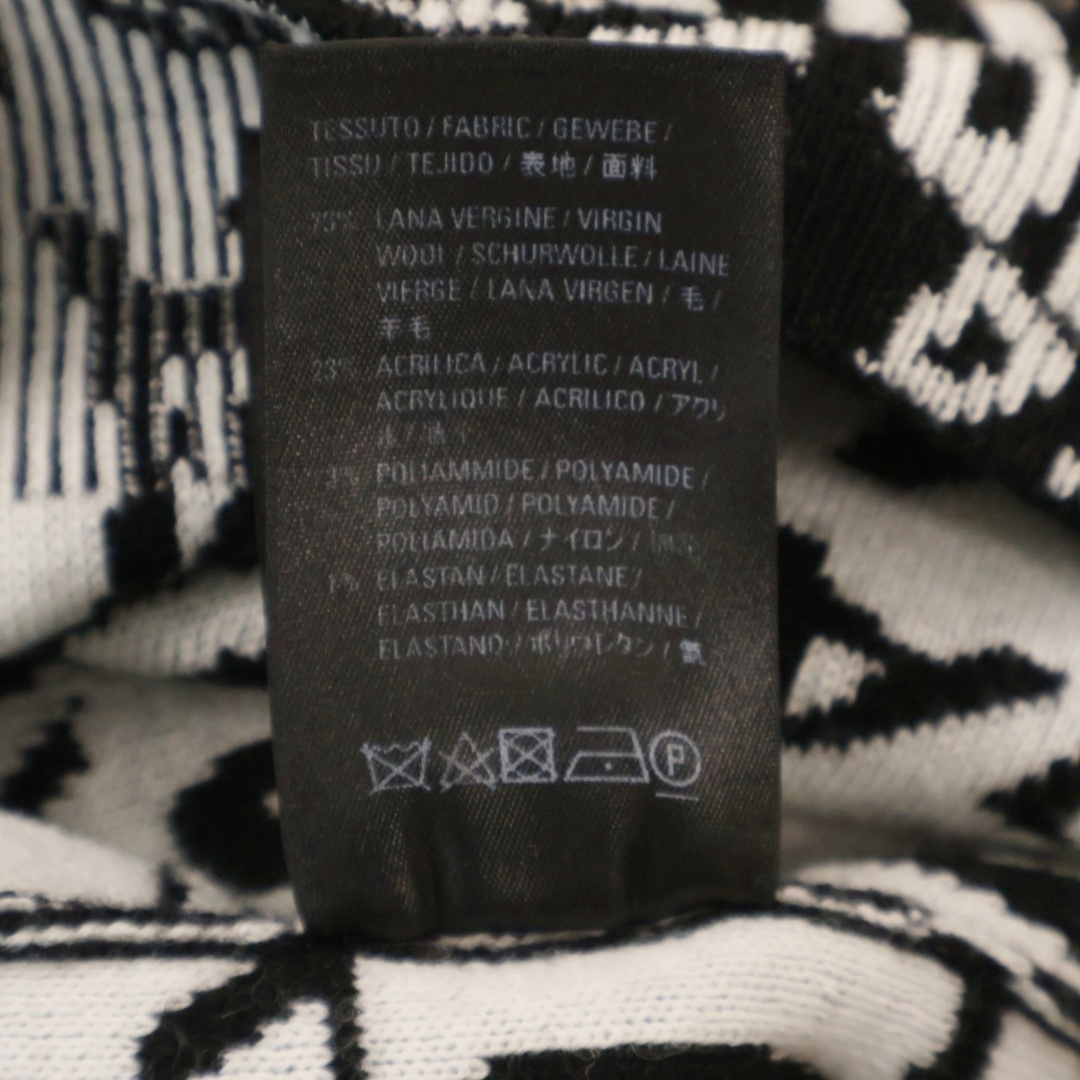 TESSUTO / FABRIC / GEWEBE /
TISSU / TEJIDO / 表地 / 面料
LANA VERGINE / VIRGIN
WOOL / SCHURWOLLE / LAINE
VIERGE / LANA VIRGEN / 毛 /
羊毛
23% ACRILICA / ACRYLIC / ACRYL /
ACRYLIQUE / ACRILICO / アクリ
POLIAMMIDE / POLYAMIDE /
POLYAMID / POLYAMIDE /
POLIAMIDA / ナイロン /
1% ELASTAN / ELASTANE /
ELASTHAN / ELASTHANNE /
ELASTANO / ポリウレタン / 氨
P